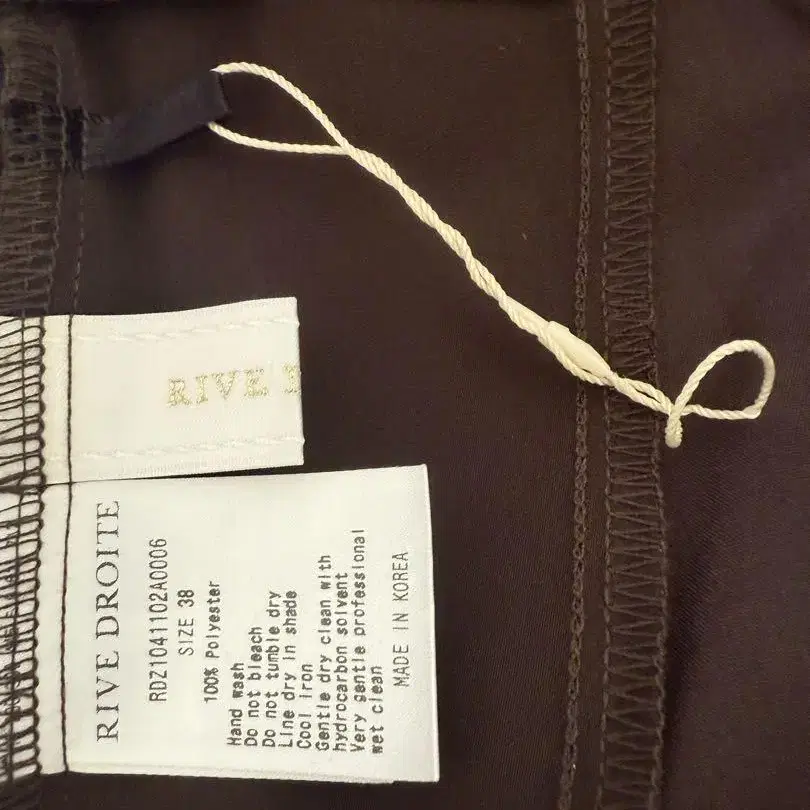 RIVE
RIVE DROITE
RDZ1041102A0006
SIZE 38
100% Polyester
Hand wash
Do not bleach
Do not tumble dry
Line dry in shade
Cool iron
Gentle dry clean with
hydrocarbon solvent
Very gentle professional
wet clean
MADE IN KOREA